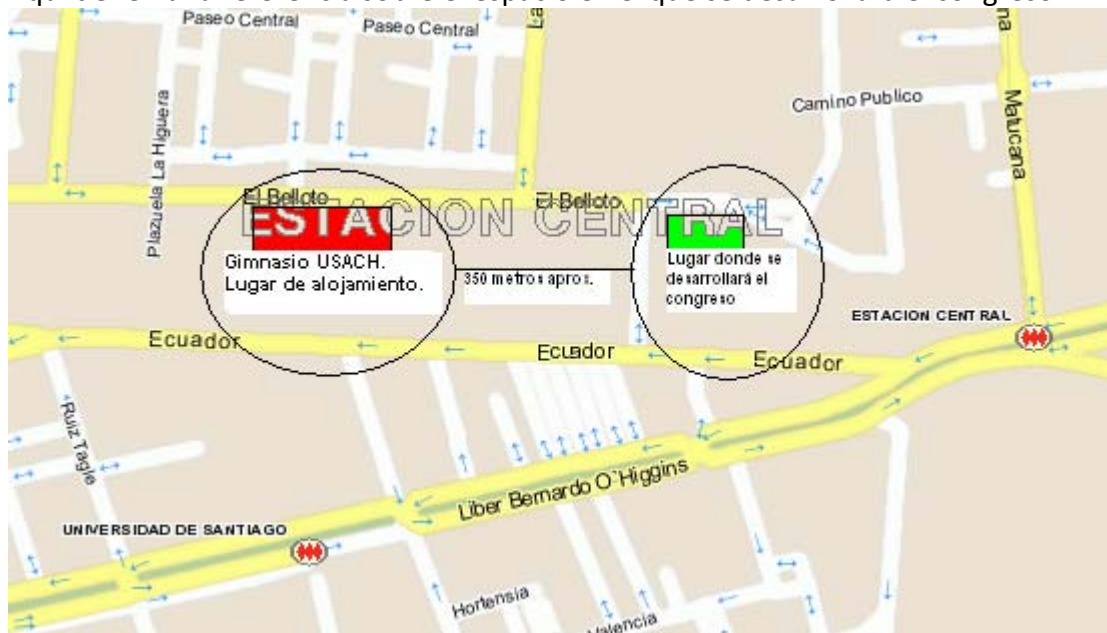 Paseo Central
Paseo Central
La
Camino Publico
Plazuela La Higuera
Matucana
El Belloto
El Belloto
ESTACION CENTRAL
Gimnasio USACH.
Lugar de alojamiento.
350 metros apros.
Lugar donde se
desarrollará el
congreso
ESTACION CENTRAL
Ecuador
Ecuador
Ecuador
Ruiz Tagle
Liber Bernardo O`Higgins
UNIVERSIDAD DE SANTIAGO
Hortensia
Valencia